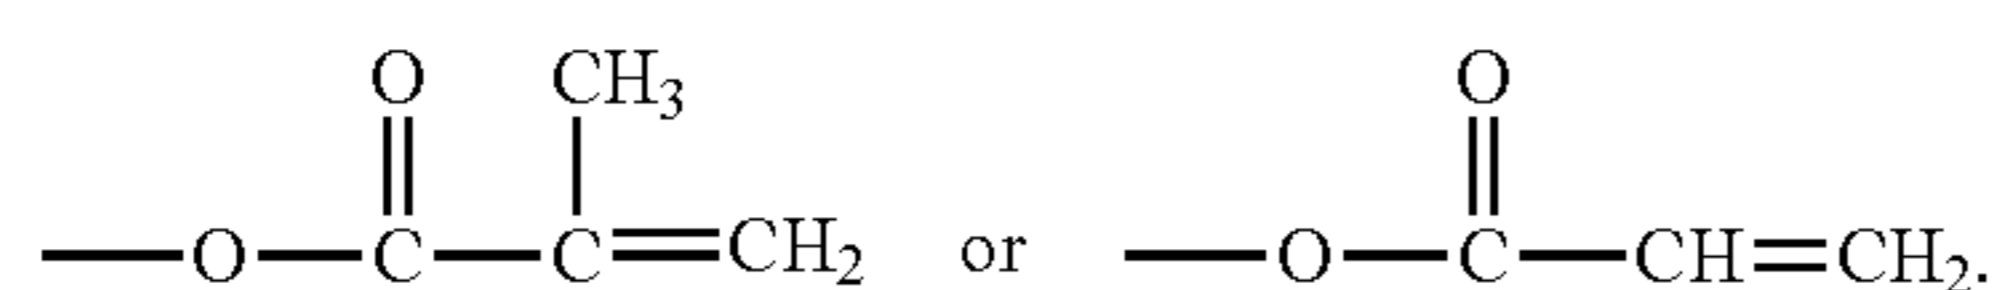 O CH₃ O
O C C CH₂ or O C CH CH₂.